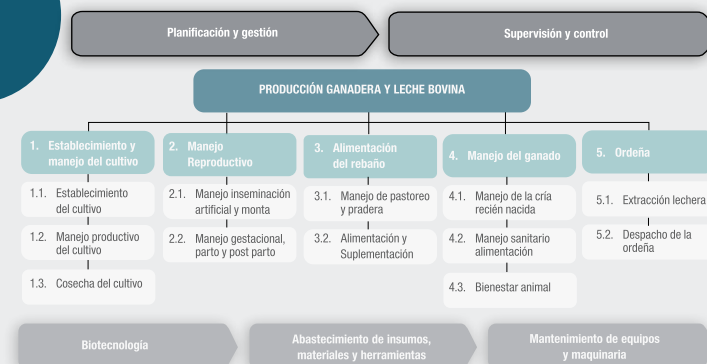 Planificación y gestión
Supervisión y control
PRODUCCIÓN GANADERA Y LECHE BOVINA
1. Establecimiento y
manejo del cultivo
1.1. Establecimiento
del cultivo
1.2. Manejo productivo
del cultivo
1.3. Cosecha del cultivo
2. Manejo
Reproductivo
2.1. Manejo inseminación
artificial y monta
2.2. Manejo gestacional,
parto y post parto
3. Alimentación
del rebaño
3.1. Manejo de pastoreo
y pradera
3.2. Alimentación y
Suplementación
4. Manejo del ganado
4.1. Manejo de la cría
recién nacida
4.2. Manejo sanitario
alimentación
4.3. Bienestar animal
5. Ordeña
5.1. Extracción lechera
5.2. Despacho de la
ordeña
Biotecnología
Abastecimiento de insumos,
materiales y herramientas
Mantenimiento de equipos
y maquinaria